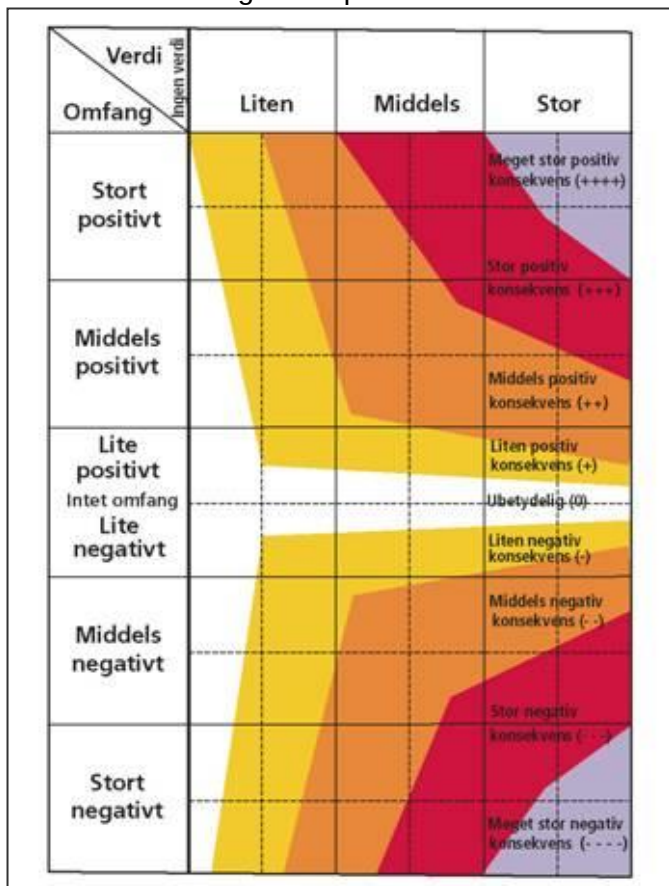 Verdi
Ingen verdi
Omfang
Liten
Middels
Stor
Stort
positivt
Meget stor positiv
konsekvens (++++)
Stor positiv
konsekvens (+++)
Middels
positivt
Middels positiv
konsekvens (++)
Lite
positivt
Liten positiv
konsekvens (+)
Intet omfang
Ubetydelig (0)
Lite
negativt
Liten negativ
konsekvens (-)
Middels
negativt
Middels negativ
konsekvens (- -)
Stor negativ
konsekvens (- - -)
Stort
negativt
Meget stor negativ
konsekvens (- - - -)